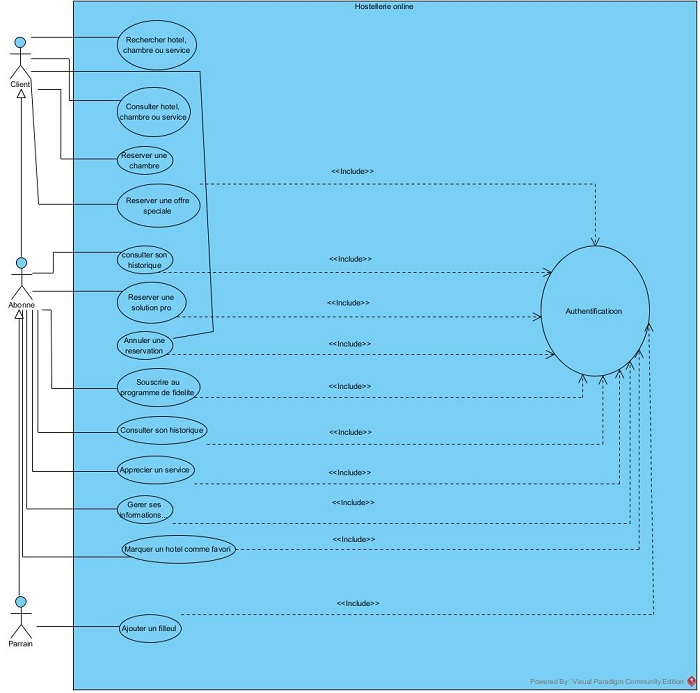 Hostellerie online
Rechercher hotel,
chambre ou service
Client
Consulter hotel,
chambre ou service
Reserver une
chambre
<<Include>>
Reserver une offre
speciale
consulter son
historique
<<Include>>
Abonne
Reserver une
solution pro
<<Include>>
Authentificatioon
Annuler une
reservation
<<Include>>
Souscrire au
programme de fidelite
<<Include>>
Consulter son historique
<<Include>>
Apprecier un service
<<Include>>
Gerer ses
informations...
<<Include>>
Marquer un hotel comme favori
<<Include>>
<<Include>>
Ajouter un filleul
Parrain
Powered By: Visual Paradigm Community Edition